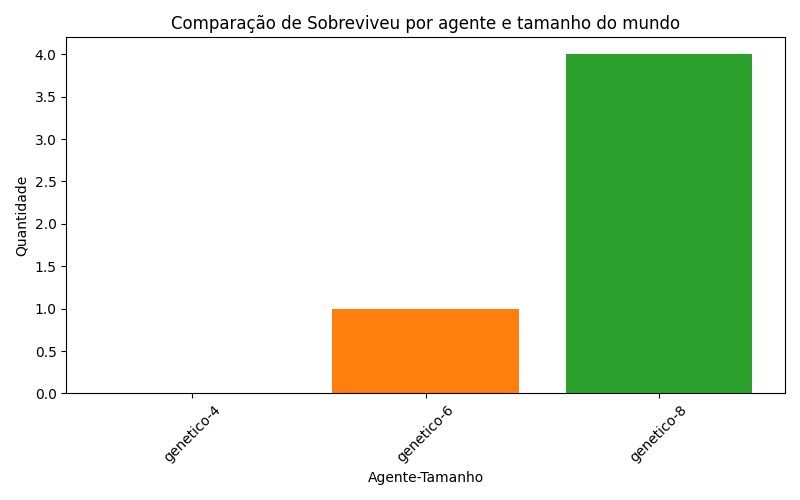 Comparação de Sobreviveu por agente e tamanho do mundo
Quantidade
4.0
3.5
3.0
2.5
2.0
1.5
1.0
0.5
0.0
genetico-4
genetico-6
genetico-8
Agente-Tamanho